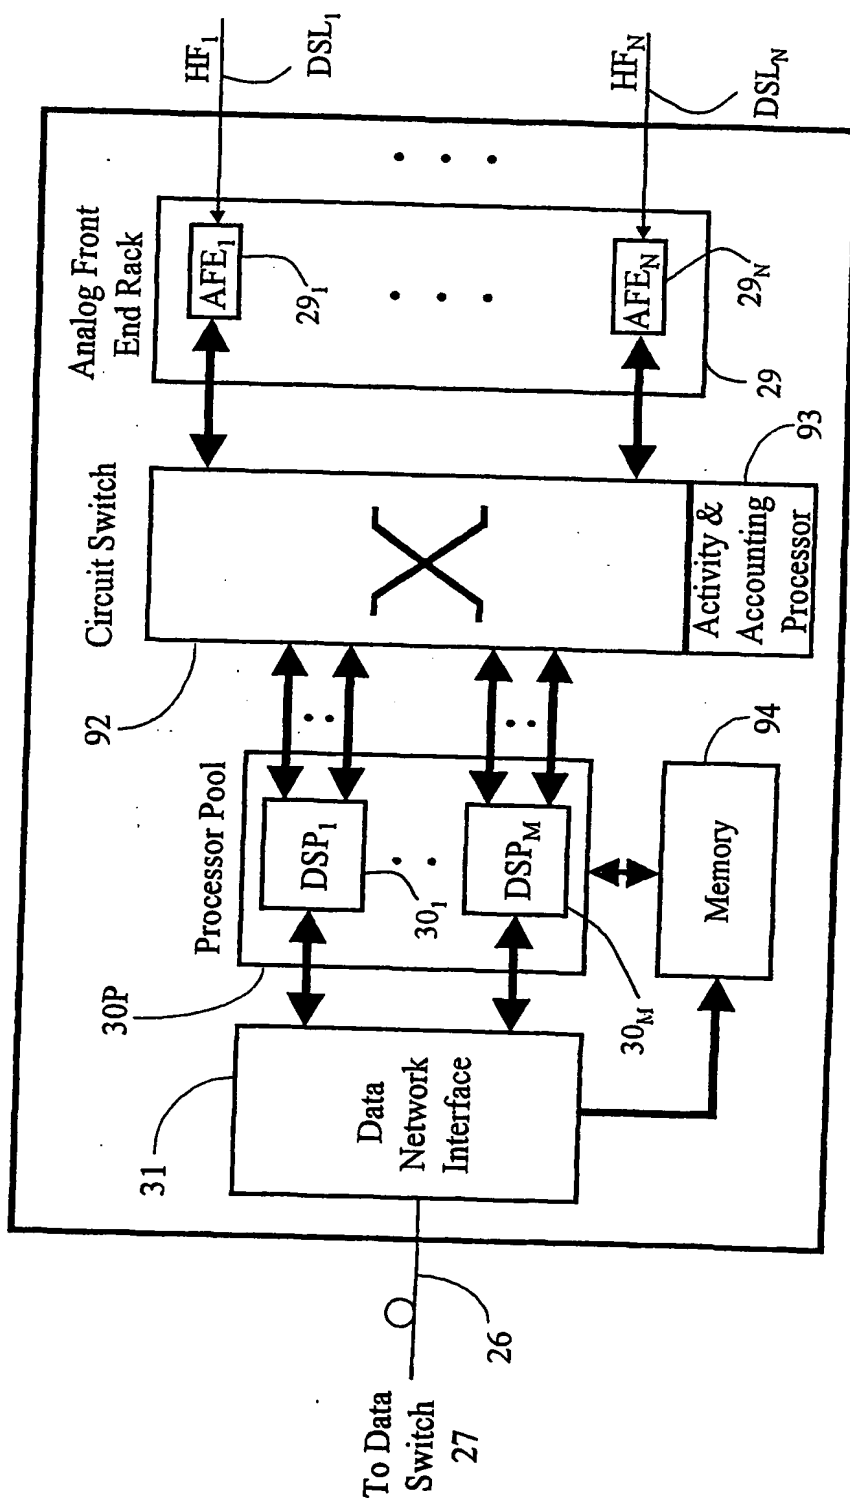 HF1
DSL1
HFN
DSLN
Analog Front
End Rack
AFE1
291
AFEN
29N
29
Circuit Switch
92
Activity &
Accounting
Processor
93
Processor Pool
30P
DSP1
301
DSPM
30M
Memory
94
31
Data
Network
Interface
26
To Data
Switch
27